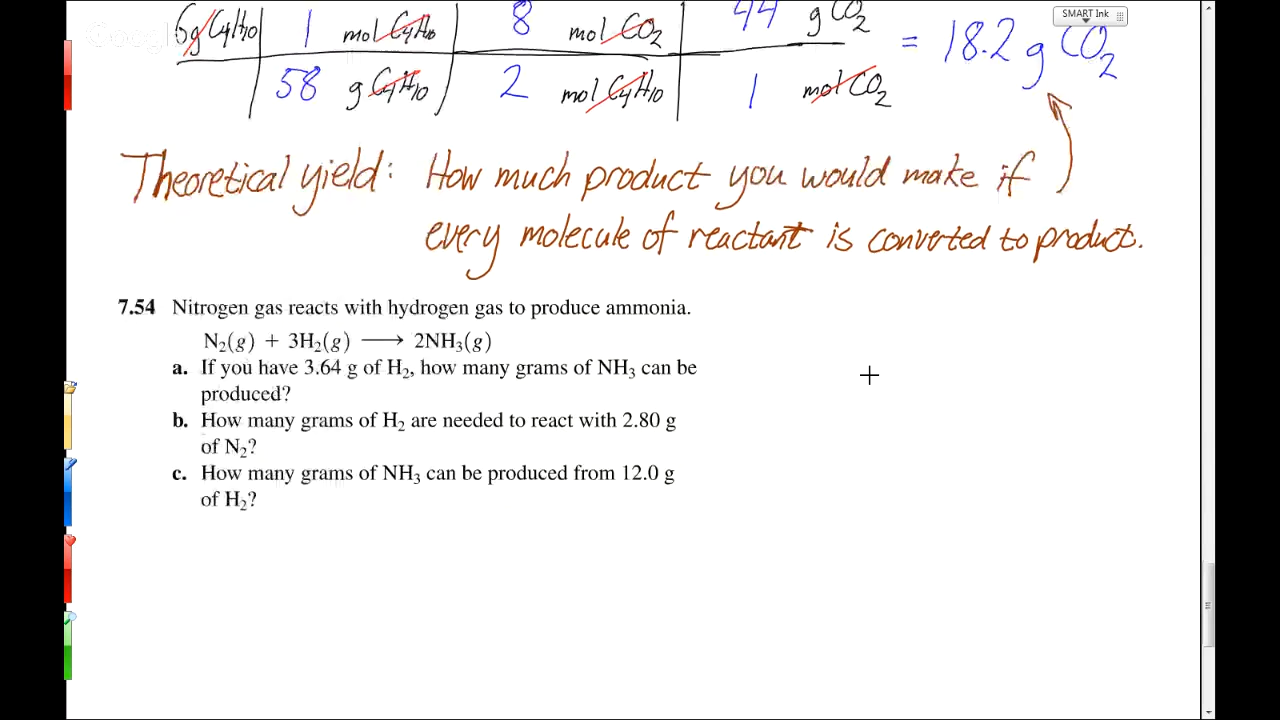 SMART Ink
Google
6g C4H10 | 1 mol C4H10 | 8 mol CO2 | 44 g CO2 = 18.2 g CO2
58 g C4H10 | 2 mol C4H10 | 1 mol CO2
Theoretical yield: How much product you would make if
every molecule of reactant is converted to product.
7.54 Nitrogen gas reacts with hydrogen gas to produce ammonia.
N₂(g) + 3H₂(g) ⟶ 2NH₃(g)
a. If you have 3.64 g of H₂, how many grams of NH₃ can be
produced?
b. How many grams of H₂ are needed to react with 2.80 g
of N₂?
c. How many grams of NH₃ can be produced from 12.0 g
of H₂?